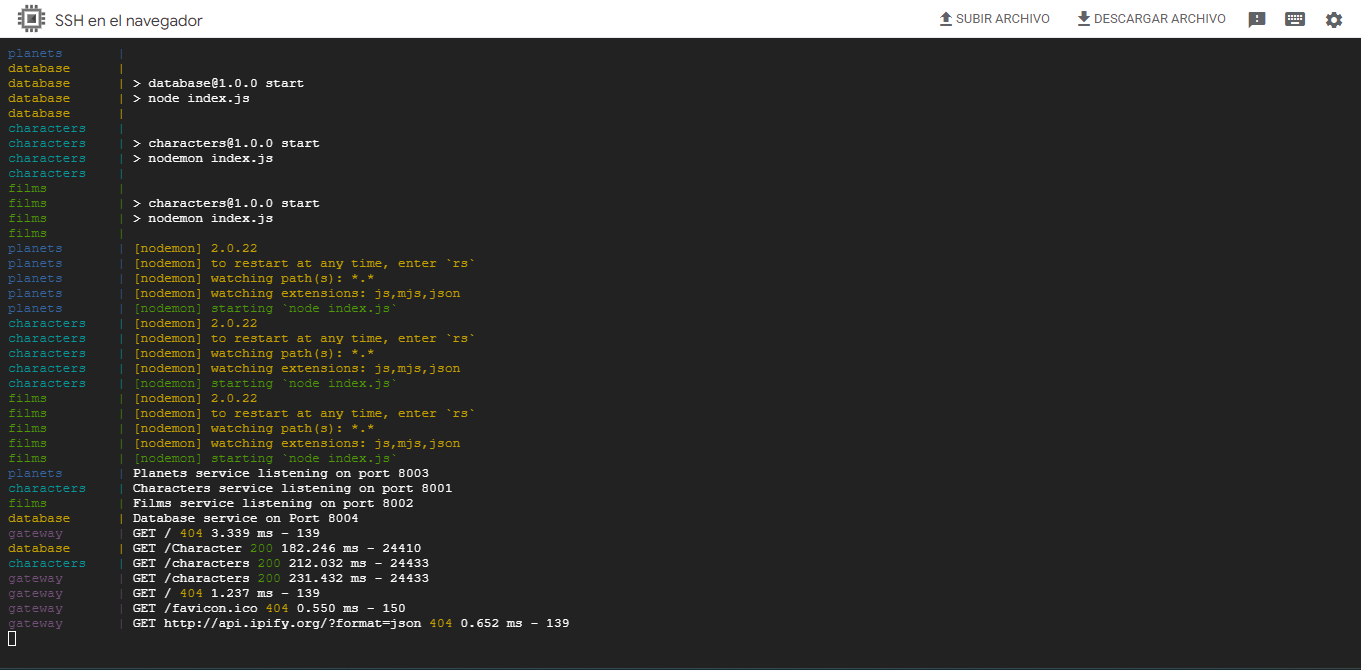 SSH en el navegador
SUBIR ARCHIVO
DESCARGAR ARCHIVO
planets |
database |
database | > database@1.0.0 start
database | > node index.js
database |
characters |
characters | > characters@1.0.0 start
characters | > nodemon index.js
characters |
films |
films | > characters@1.0.0 start
films | > nodemon index.js
films |
planets | [nodemon] 2.0.22
planets | [nodemon] to restart at any time, enter `rs`
planets | [nodemon] watching path(s): *.*
planets | [nodemon] watching extensions: js,mjs,json
planets | [nodemon] starting `node index.js`
characters | [nodemon] 2.0.22
characters | [nodemon] to restart at any time, enter `rs`
characters | [nodemon] watching path(s): *.*
characters | [nodemon] watching extensions: js,mjs,json
characters | [nodemon] starting `node index.js`
films | [nodemon] 2.0.22
films | [nodemon] to restart at any time, enter `rs`
films | [nodemon] watching path(s): *.*
films | [nodemon] watching extensions: js,mjs,json
films | [nodemon] starting `node index.js`
planets | Planets service listening on port 8003
characters | Characters service listening on port 8001
films | Films service listening on port 8002
database | Database service on Port 8004
gateway | GET / 404 3.339 ms - 139
database | GET /Character 200 182.246 ms - 24410
characters | GET /characters 200 212.032 ms - 24433
gateway | GET /characters 200 231.432 ms - 24433
gateway | GET / 404 1.237 ms - 139
gateway | GET /favicon.ico 404 0.550 ms - 150
gateway | GET http://api.ipify.org/?format=json 404 0.652 ms - 139